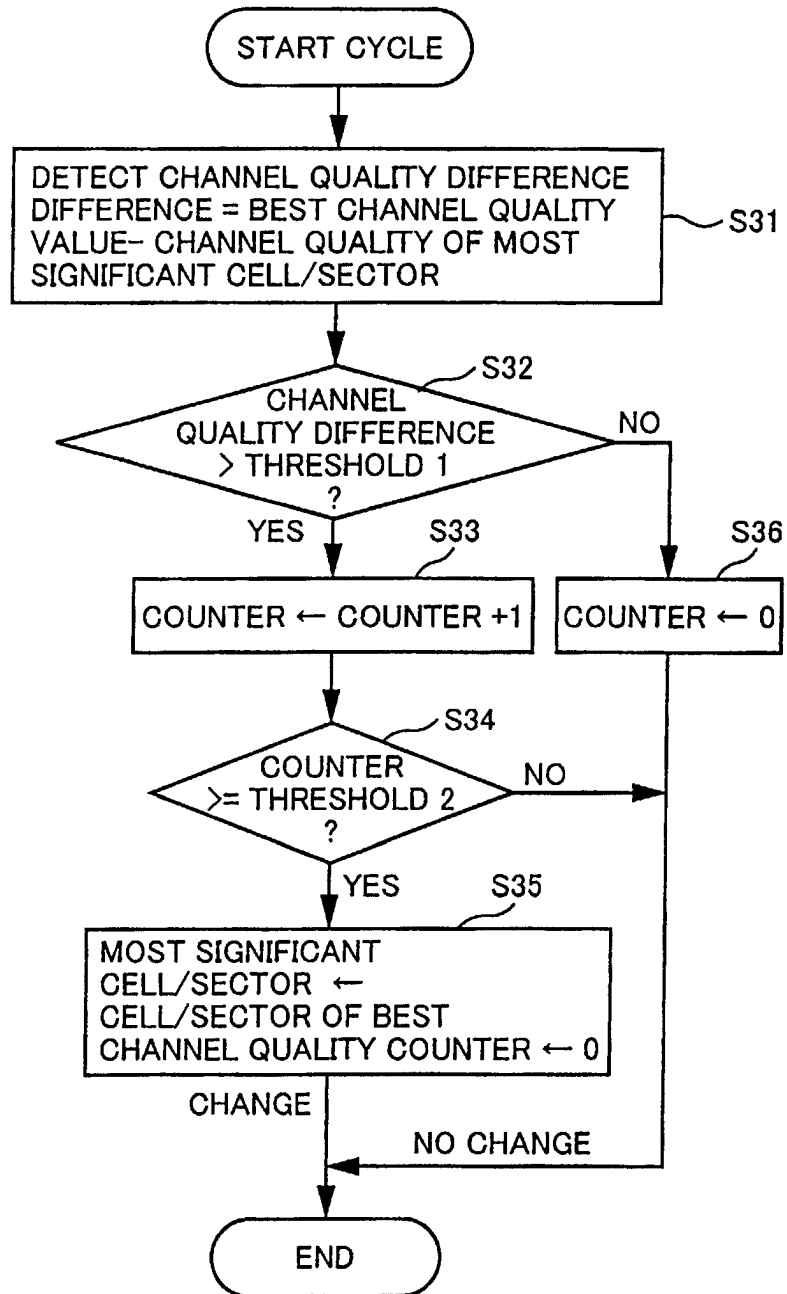 START CYCLE
DETECT CHANNEL QUALITY DIFFERENCE
DIFFERENCE = BEST CHANNEL QUALITY
VALUE- CHANNEL QUALITY OF MOST
SIGNIFICANT CELL/SECTOR
S31
S32
CHANNEL
QUALITY DIFFERENCE
> THRESHOLD 1
?
NO
YES
S33
S36
COUNTER ← COUNTER +1
COUNTER ← 0
S34
COUNTER
>= THRESHOLD 2
?
NO
YES
S35
MOST SIGNIFICANT
CELL/SECTOR ←
CELL/SECTOR OF BEST
CHANNEL QUALITY COUNTER ← 0
CHANGE
NO CHANGE
END